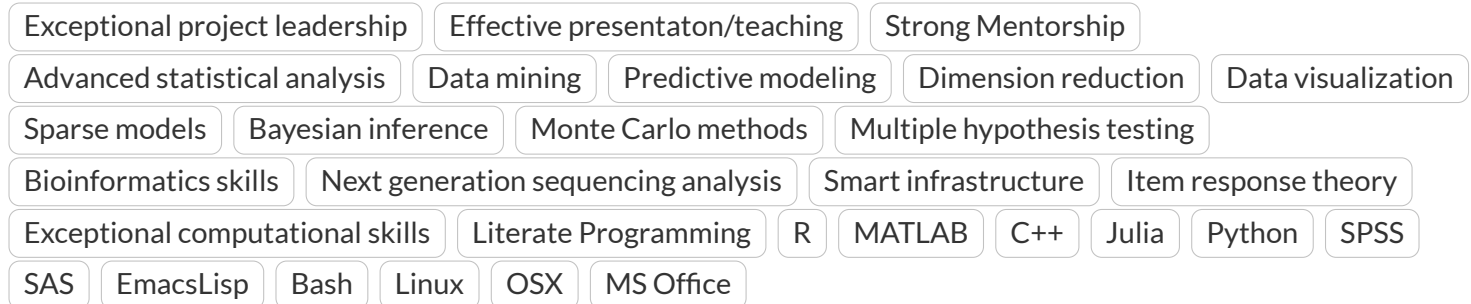 Exceptional project leadership Effective presentaton/teaching Strong Mentorship
Advanced statistical analysis Data mining Predictive modeling Dimension reduction Data visualization
Sparse models Bayesian inference Monte Carlo methods Multiple hypothesis testing
Bioinformatics skills Next generation sequencing analysis Smart infrastructure Item response theory
Exceptional computational skills Literate Programming R MATLAB C++ Julia Python SPSS
SAS EmacsLisp Bash Linux OSX MS Office